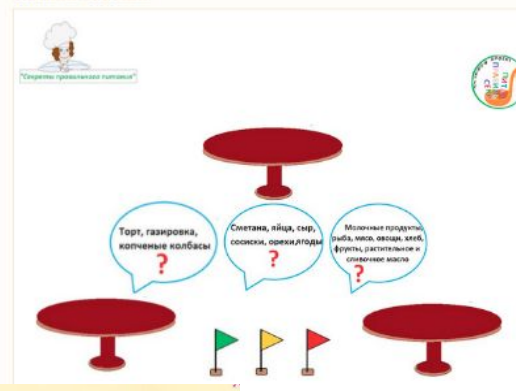 "Секреты правильного питания"
Торт, газировка,
копченые колбасы
?
Сметана, яйца, сыр,
сосиски, орехи,ягоды
?
Молочные продукты,
рыба, мясо, овощи, хлеб,
фрукты, растительное и
сливочное масло
?